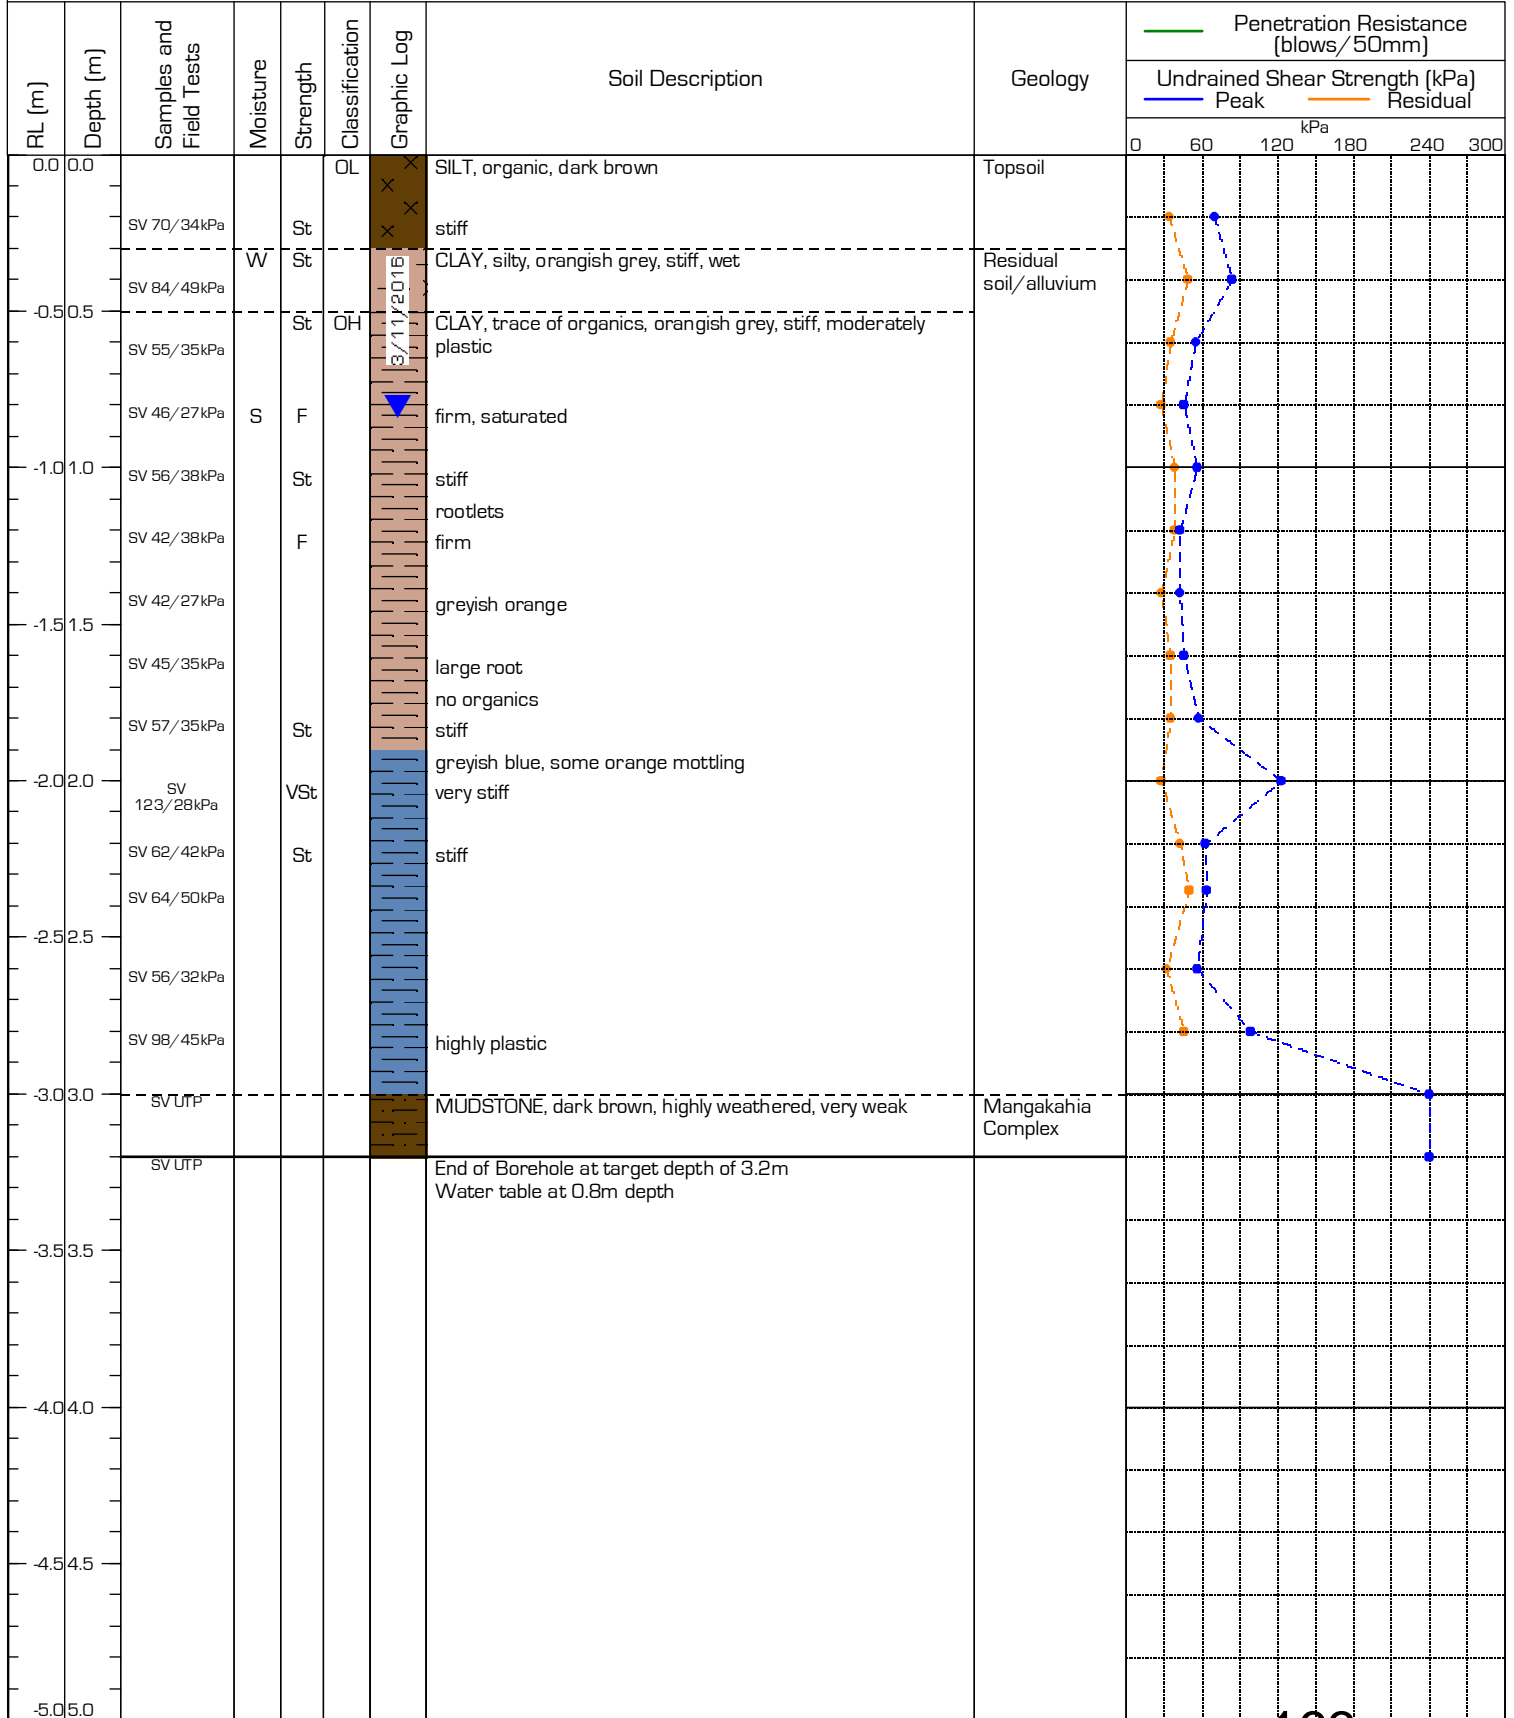 RL (m)
Depth (m)
Samples and
Field Tests
Moisture
Strength
Classification
Graphic Log
Soil Description
Geology
Penetration Resistance
(blows/50mm)
Undrained Shear Strength (kPa)
Peak Residual
kPa
0 60 120 180 240 300
0.0 0.0 OL SILT, organic, dark brown Topsoil
SV 70/34kPa St stiff
W St CLAY, silty, orangish grey, stiff, wet Residual
soil/alluvium
SV 84/49kPa
3/11/2016
-0.5 0.5
St OH CLAY, trace of organics, orangish grey, stiff, moderately
plastic
SV 55/35kPa
SV 46/27kPa S F firm, saturated
-1.0 1.0 SV 56/38kPa St stiff
rootlets
SV 42/38kPa F firm
SV 42/27kPa greyish orange
-1.5 1.5
SV 45/35kPa large root
no organics
SV 57/35kPa St stiff
greyish blue, some orange mottling
-2.0 2.0 SV
123/28kPa VSt very stiff
SV 62/42kPa St stiff
SV 64/50kPa
-2.5 2.5
SV 56/32kPa
SV 98/45kPa highly plastic
-3.0 3.0 SV UTP MUDSTONE, dark brown, highly weathered, very weak Mangakahia
Complex
SV UTP End of Borehole at target depth of 3.2m
Water table at 0.8m depth
-3.5 3.5
-4.0 4.0
-4.5 4.5
-5.0 5.0